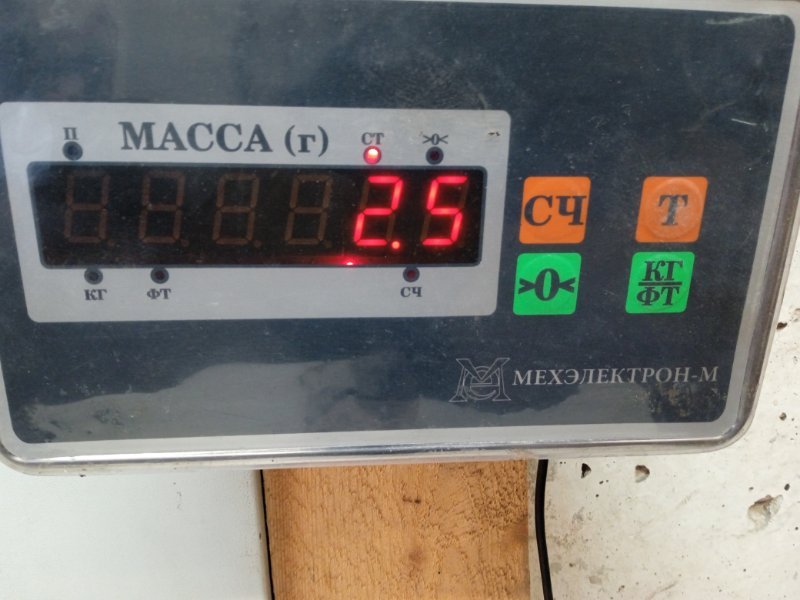 П МАССА (г) СТ >0<
2.5
КГ ФТ СЧ
СЧ Т
>0< КГ
ФТ
МЕХЭЛЕКТРОН-М